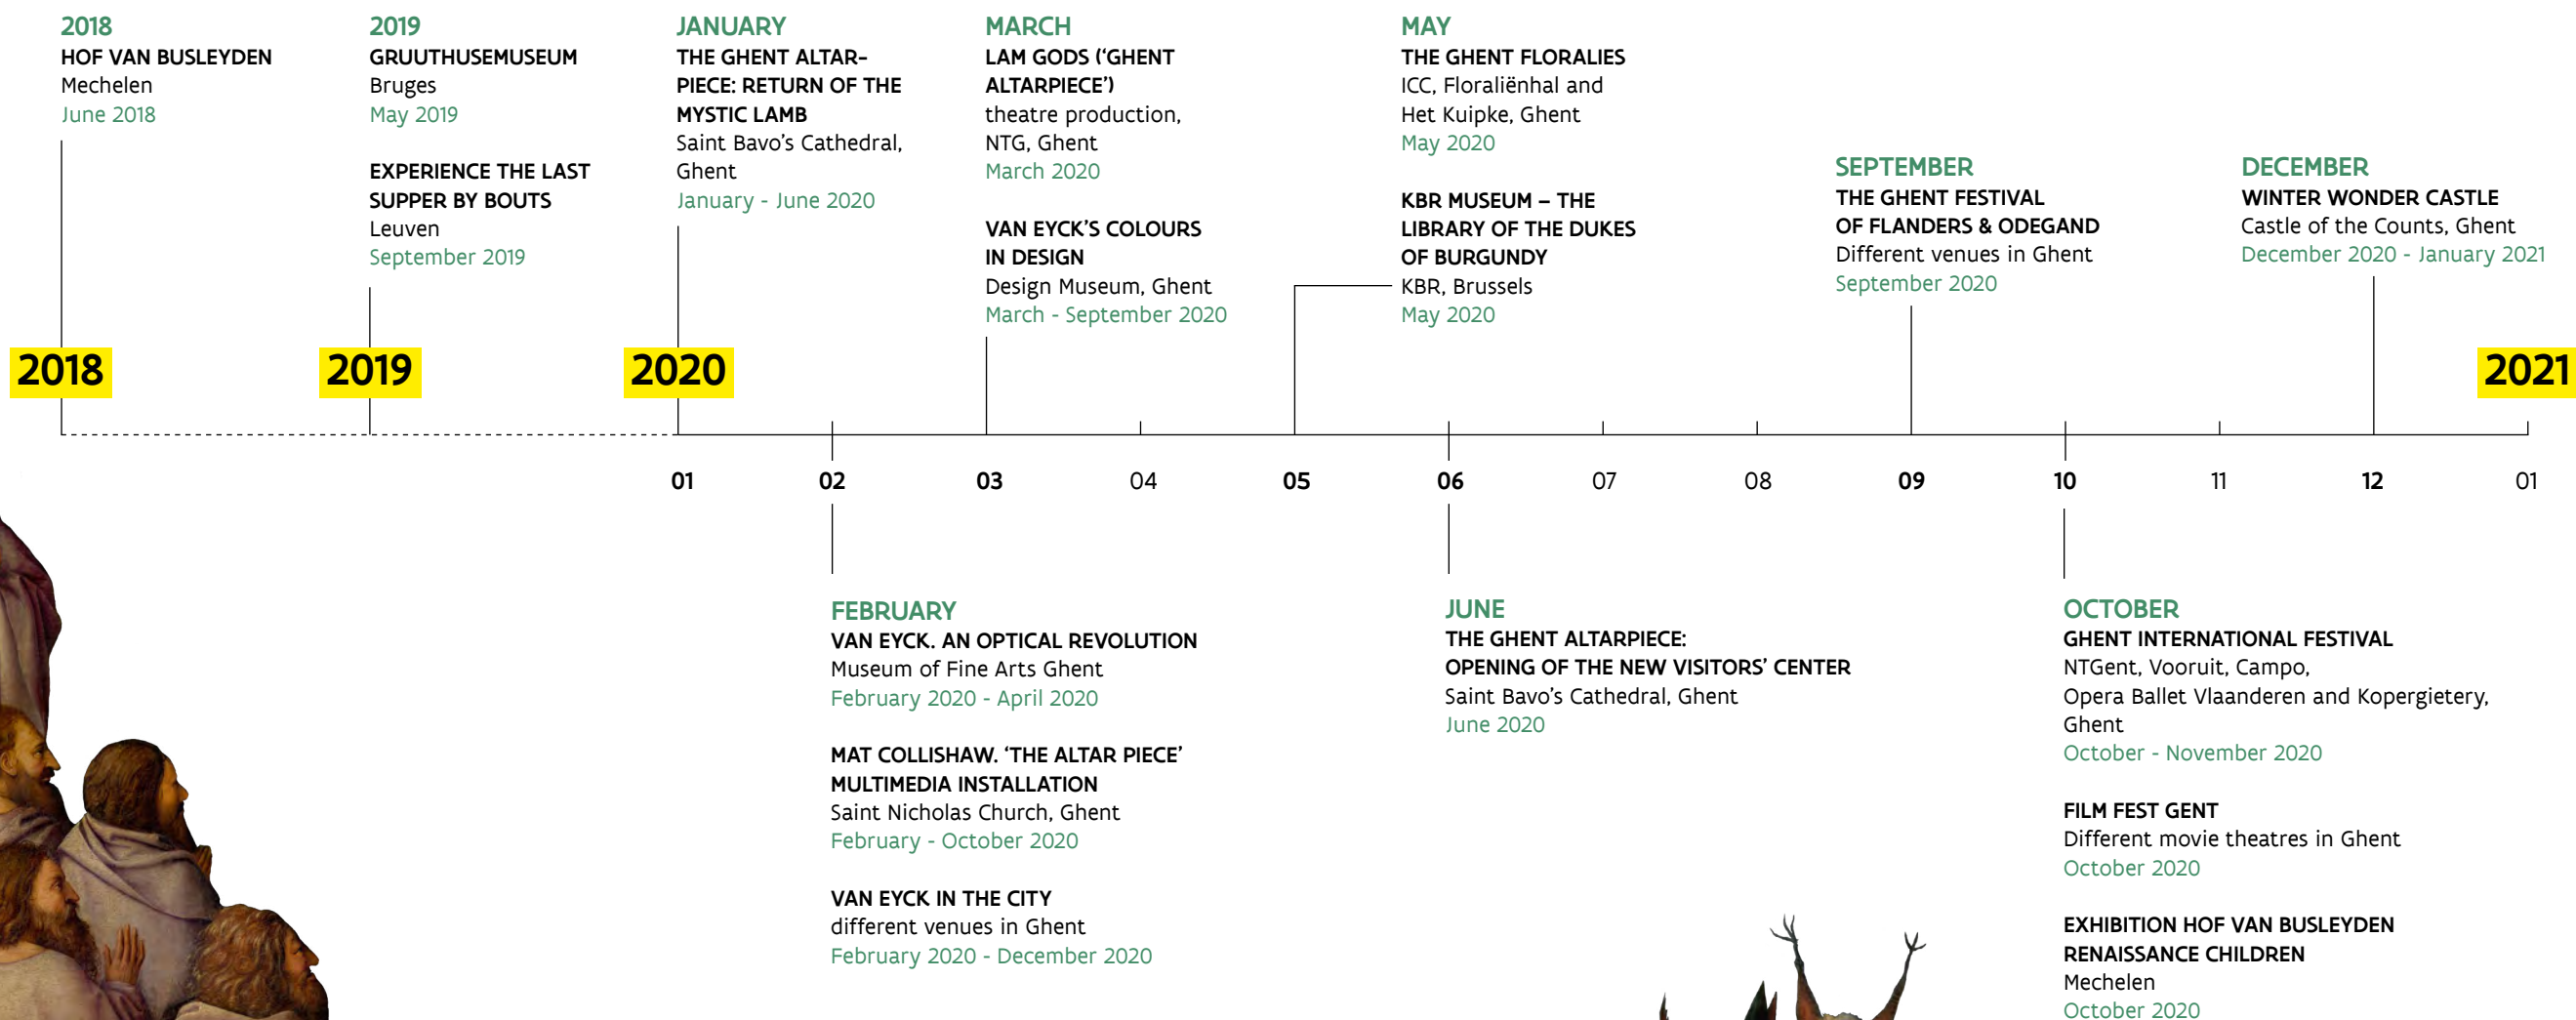 2018
HOF VAN BUSLEYDEN
Mechelen
June 2018
2019
GRUUTHUSEMUSEUM
Bruges
May 2019
EXPERIENCE THE LAST
SUPPER BY BOUTS
Leuven
September 2019
JANUARY
THE GHENT ALTAR-
PIECE: RETURN OF THE
MYSTIC LAMB
Saint Bavo's Cathedral,
Ghent
January - June 2020
MARCH
LAM GODS (‘GHENT
ALTARPIECE’)
theatre production,
NTG, Ghent
March 2020
VAN EYCK’S COLOURS
IN DESIGN
Design Museum, Ghent
March - September 2020
MAY
THE GHENT FLORALIES
ICC, Floraliënhal and
Het Kuipke, Ghent
May 2020
KBR MUSEUM – THE
LIBRARY OF THE DUKES
OF BURGUNDY
KBR, Brussels
May 2020
SEPTEMBER
THE GHENT FESTIVAL
OF FLANDERS & ODEGAND
Different venues in Ghent
September 2020
DECEMBER
WINTER WONDER CASTLE
Castle of the Counts, Ghent
December 2020 - January 2021
2018
2019
2020
2021
01
02
03
04
05
06
07
08
09
10
11
12
01
FEBRUARY
VAN EYCK. AN OPTICAL REVOLUTION
Museum of Fine Arts Ghent
February 2020 - April 2020
MAT COLLISHAW. ‘THE ALTAR PIECE’
MULTIMEDIA INSTALLATION
Saint Nicholas Church, Ghent
February - October 2020
VAN EYCK IN THE CITY
different venues in Ghent
February 2020 - December 2020
JUNE
THE GHENT ALTARPIECE:
OPENING OF THE NEW VISITORS’ CENTER
Saint Bavo’s Cathedral, Ghent
June 2020
OCTOBER
GHENT INTERNATIONAL FESTIVAL
NTGent, Vooruit, Campo,
Opera Ballet Vlaanderen and Kopergietery,
Ghent
October - November 2020
FILM FEST GENT
Different movie theatres in Ghent
October 2020
EXHIBITION HOF VAN BUSLEYDEN
RENAISSANCE CHILDREN
Mechelen
October 2020